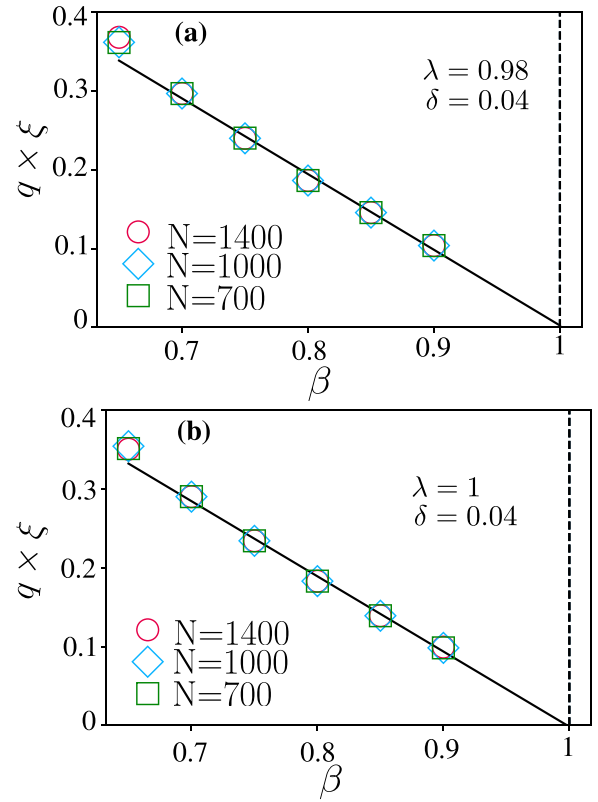 (a)
0.4
0.3
0.2
0.1
0
q × ξ
λ = 0.98
δ = 0.04
N=1400
N=1000
N=700
0.7 0.8 0.9 1
β
(b)
0.4
0.3
0.2
0.1
0
q × ξ
λ = 1
δ = 0.04
N=1400
N=1000
N=700
0.7 0.8 0.9 1
β